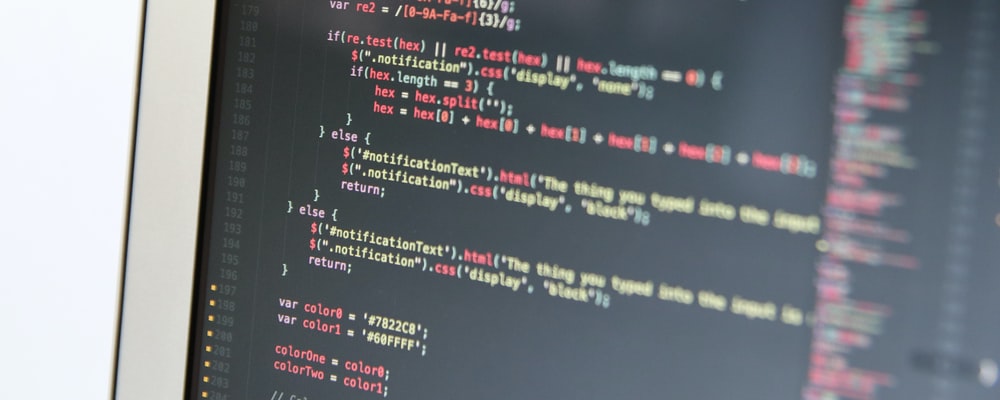 179
180 var re2 = /[0-9A-Fa-f]{3}/g;
181
182 if(re.test(hex) || re2.test(hex) || hex.length == 0) {
183 $(".notification").css("display", "none");
184 if(hex.length == 3) {
185 hex = hex.split("");
186 hex = hex[0] + hex[0] + hex[1] + hex[1] + hex[2] + hex[2];
187 }
188 } else {
189 $('#notificationText').html("The thing you typed into the input
190 $(".notification").css("display", "block");
191 return;
192 }
193 } else {
194 $('#notificationText').html("The thing you typed into the input is
195 $(".notification").css("display", "block");
196 return;
197 }
198
199 var color0 = '#7822C8';
200 var color1 = '#60FFFF';
201
202 colorOne = color0;
203 colorTwo = color1;